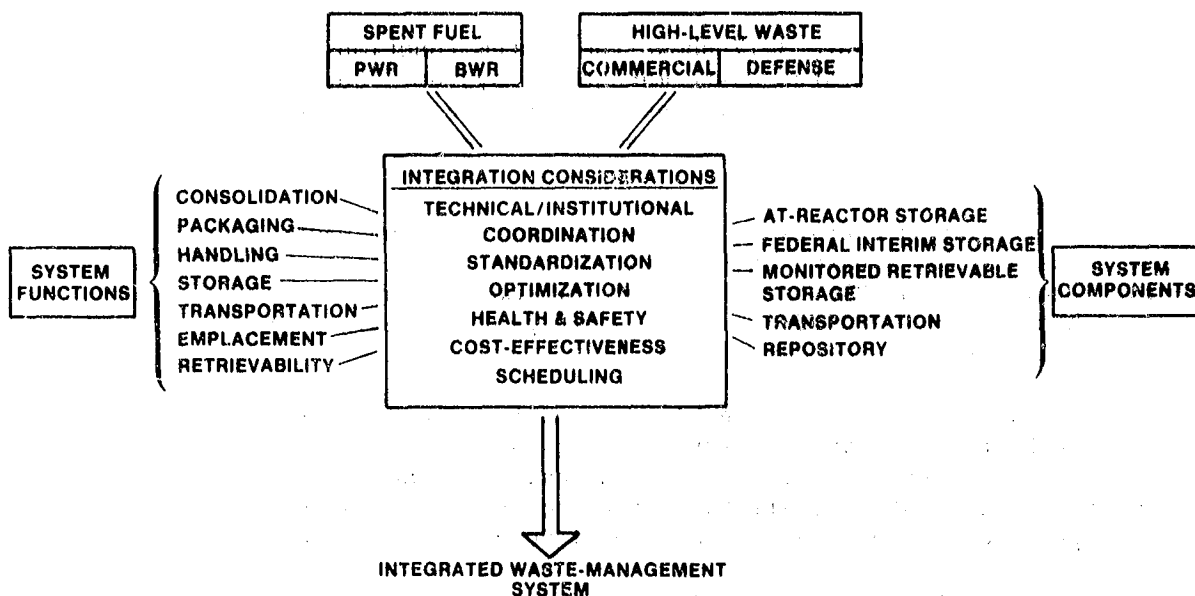 SPENT FUEL
PWR
BWR
HIGH-LEVEL WASTE
COMMERCIAL
DEFENSE
SYSTEM
FUNCTIONS
CONSOLIDATION
PACKAGING
HANDLING
STORAGE
TRANSPORTATION
EMPLACEMENT
RETRIEVABILITY
INTEGRATION CONSIDERATIONS
TECHNICAL/INSTITUTIONAL
COORDINATION
STANDARDIZATION
OPTIMIZATION
HEALTH & SAFETY
COST-EFFECTIVENESS
SCHEDULING
AT-REACTOR STORAGE
FEDERAL INTERIM STORAGE
MONITORED RETRIEVABLE
STORAGE
TRANSPORTATION
REPOSITORY
SYSTEM
COMPONENTS
INTEGRATED WASTE-MANAGEMENT
SYSTEM